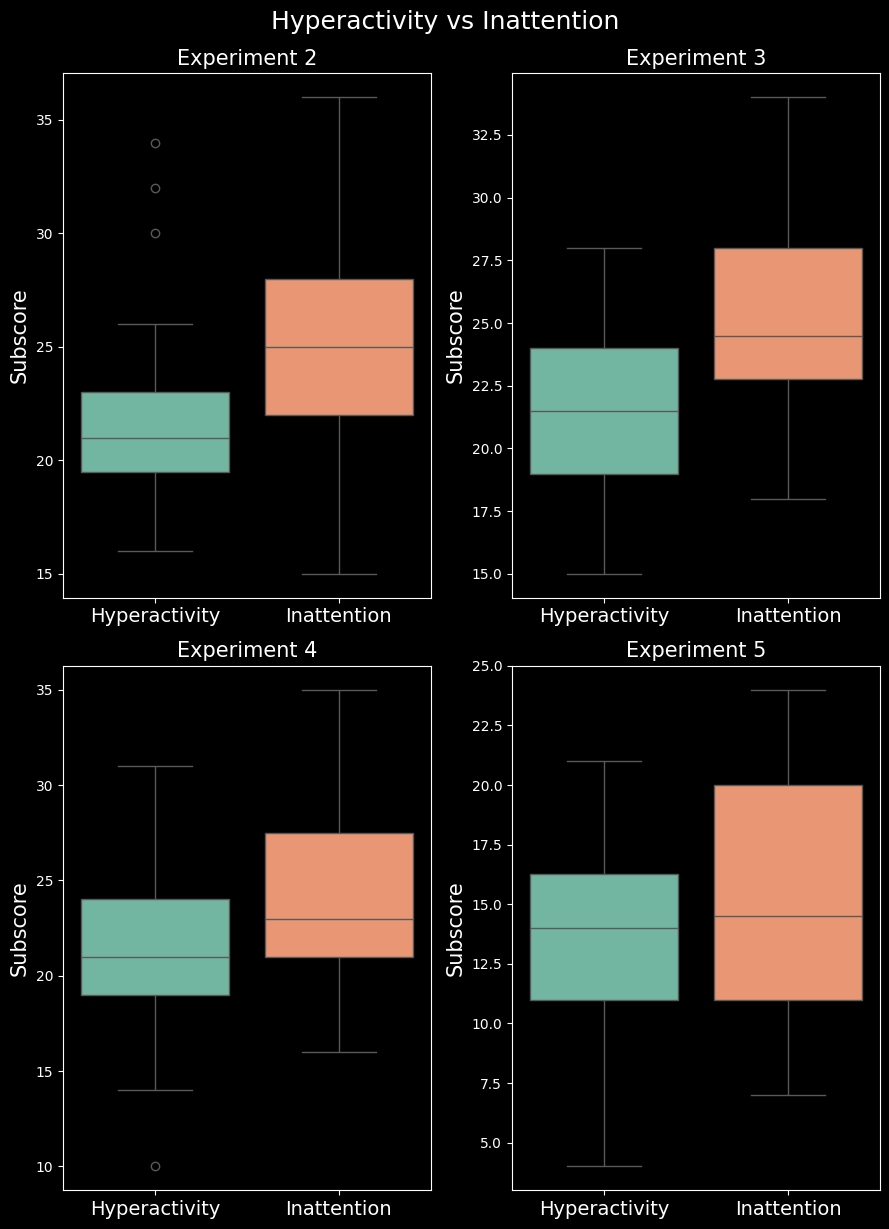 Hyperactivity vs Inattention
Experiment 2
35
30
25
20
15
Subscore
Hyperactivity Inattention
Experiment 3
32.5
30.0
27.5
25.0
22.5
20.0
17.5
15.0
Subscore
Hyperactivity Inattention
Experiment 4
35
30
25
20
15
10
Subscore
Hyperactivity Inattention
Experiment 5
25.0
22.5
20.0
17.5
15.0
12.5
10.0
7.5
5.0
Subscore
Hyperactivity Inattention